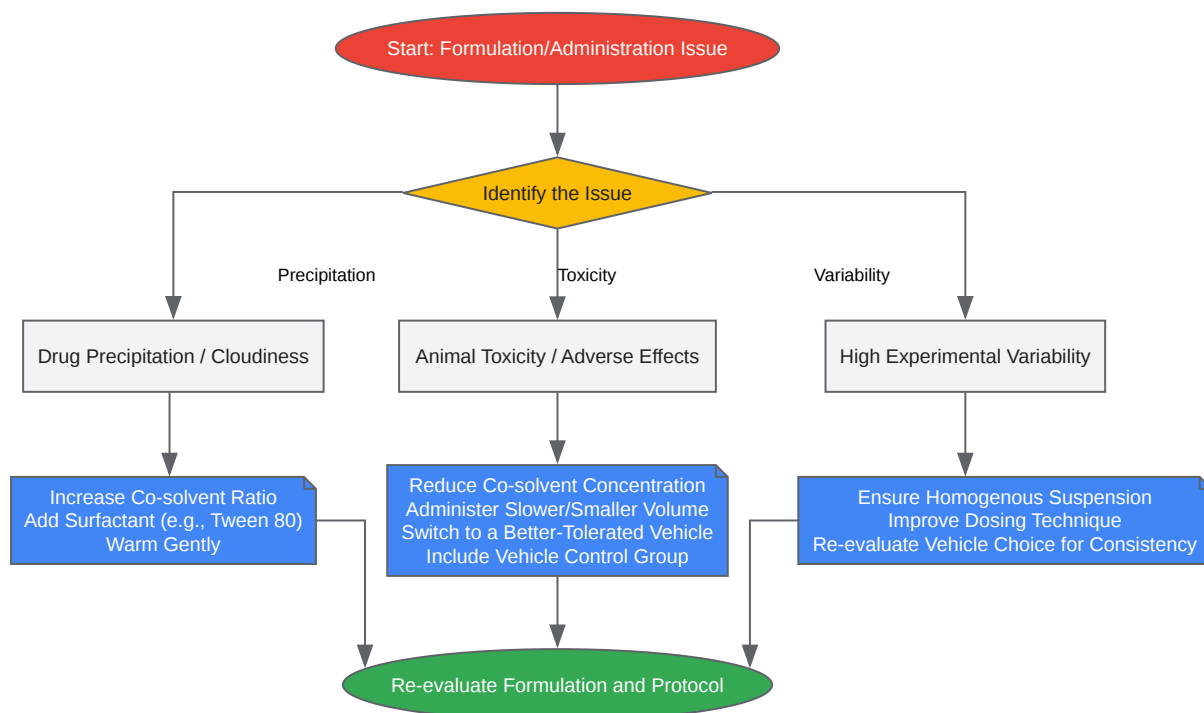 Start: Formulation/Administration Issue
Identify the Issue
Precipitation
Toxicity
Variability
Drug Precipitation / Cloudiness
Animal Toxicity / Adverse Effects
High Experimental Variability
Increase Co-solvent Ratio
Add Surfactant (e.g., Tween 80)
Warm Gently
Reduce Co-solvent Concentration
Administer Slower/Smaller Volume
Switch to a Better-Tolerated Vehicle
Include Vehicle Control Group
Ensure Homogenous Suspension
Improve Dosing Technique
Re-evaluate Vehicle Choice for Consistency
Re-evaluate Formulation and Protocol